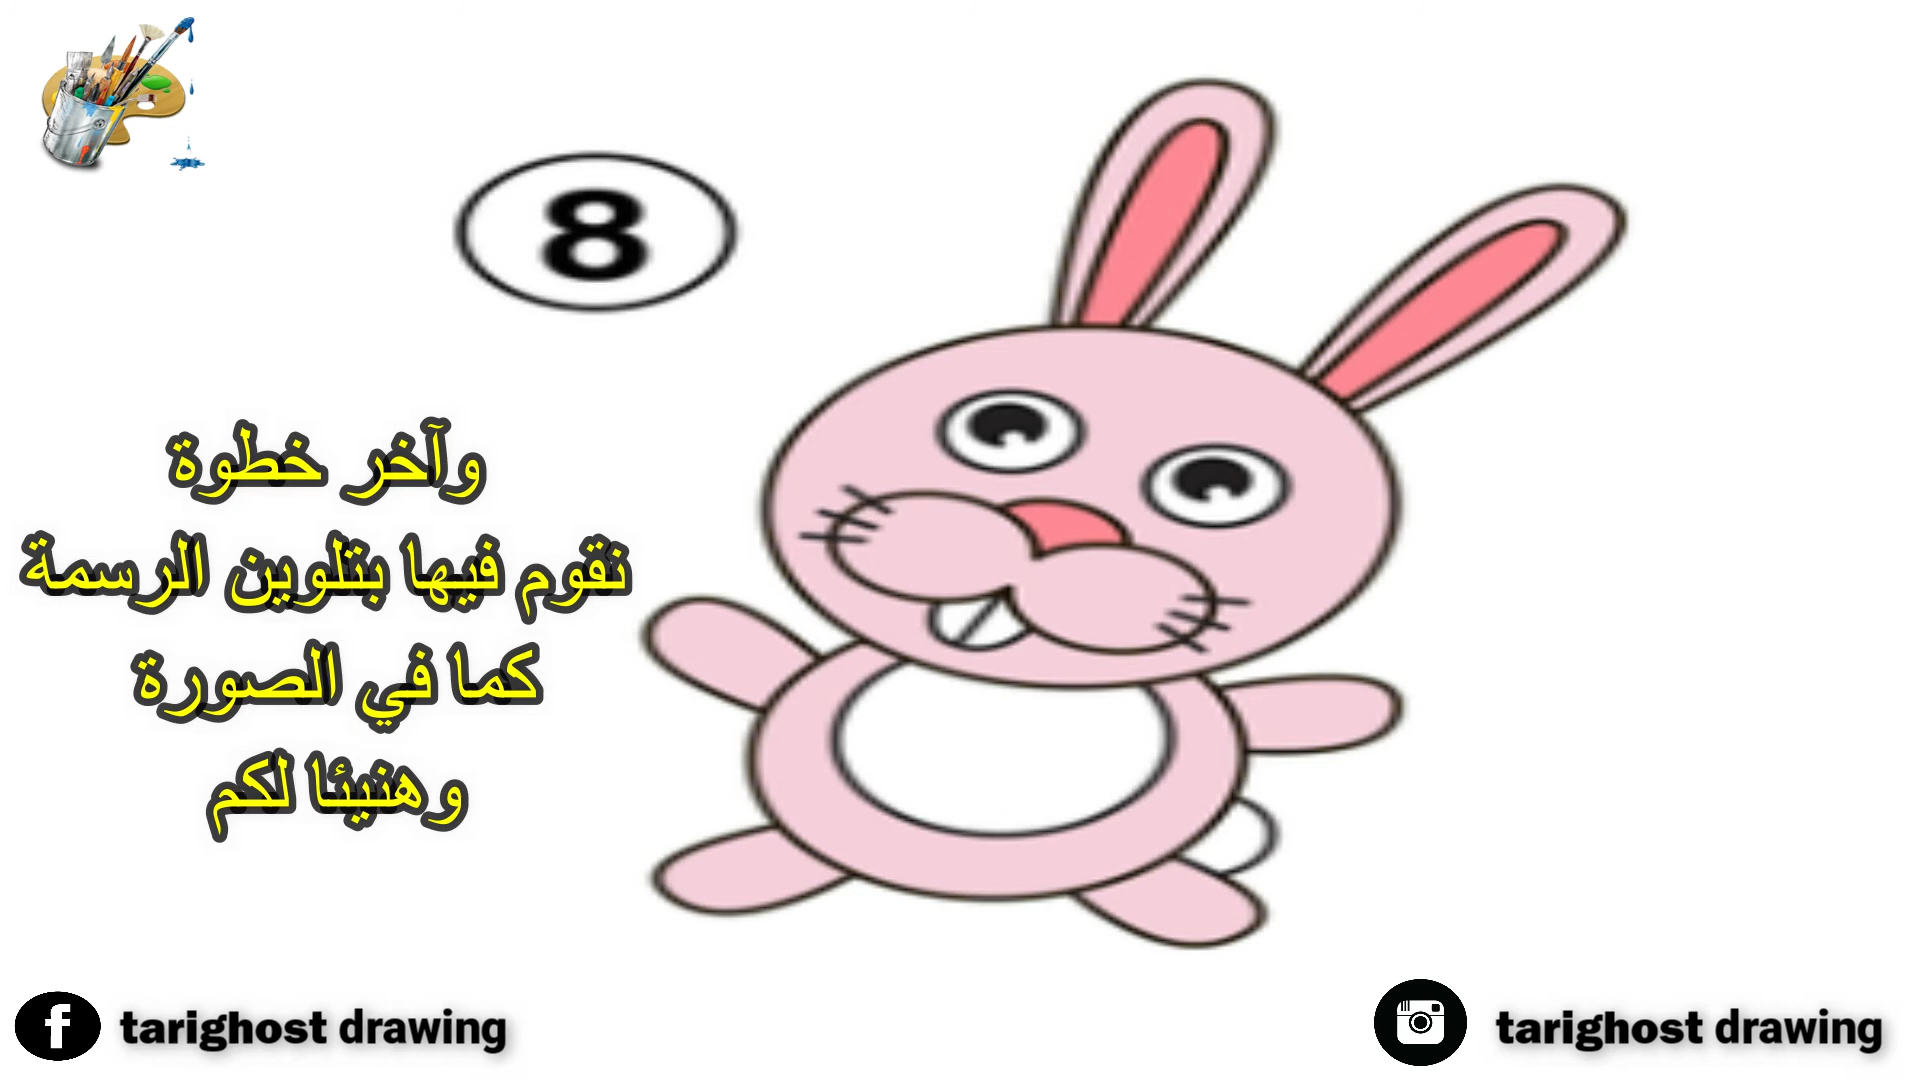 8
وآخر خطوة
نقوم فيها بتلوين الرسمة
كما في الصورة
وهنيئا لكم
tarighost drawing
tarighost drawing